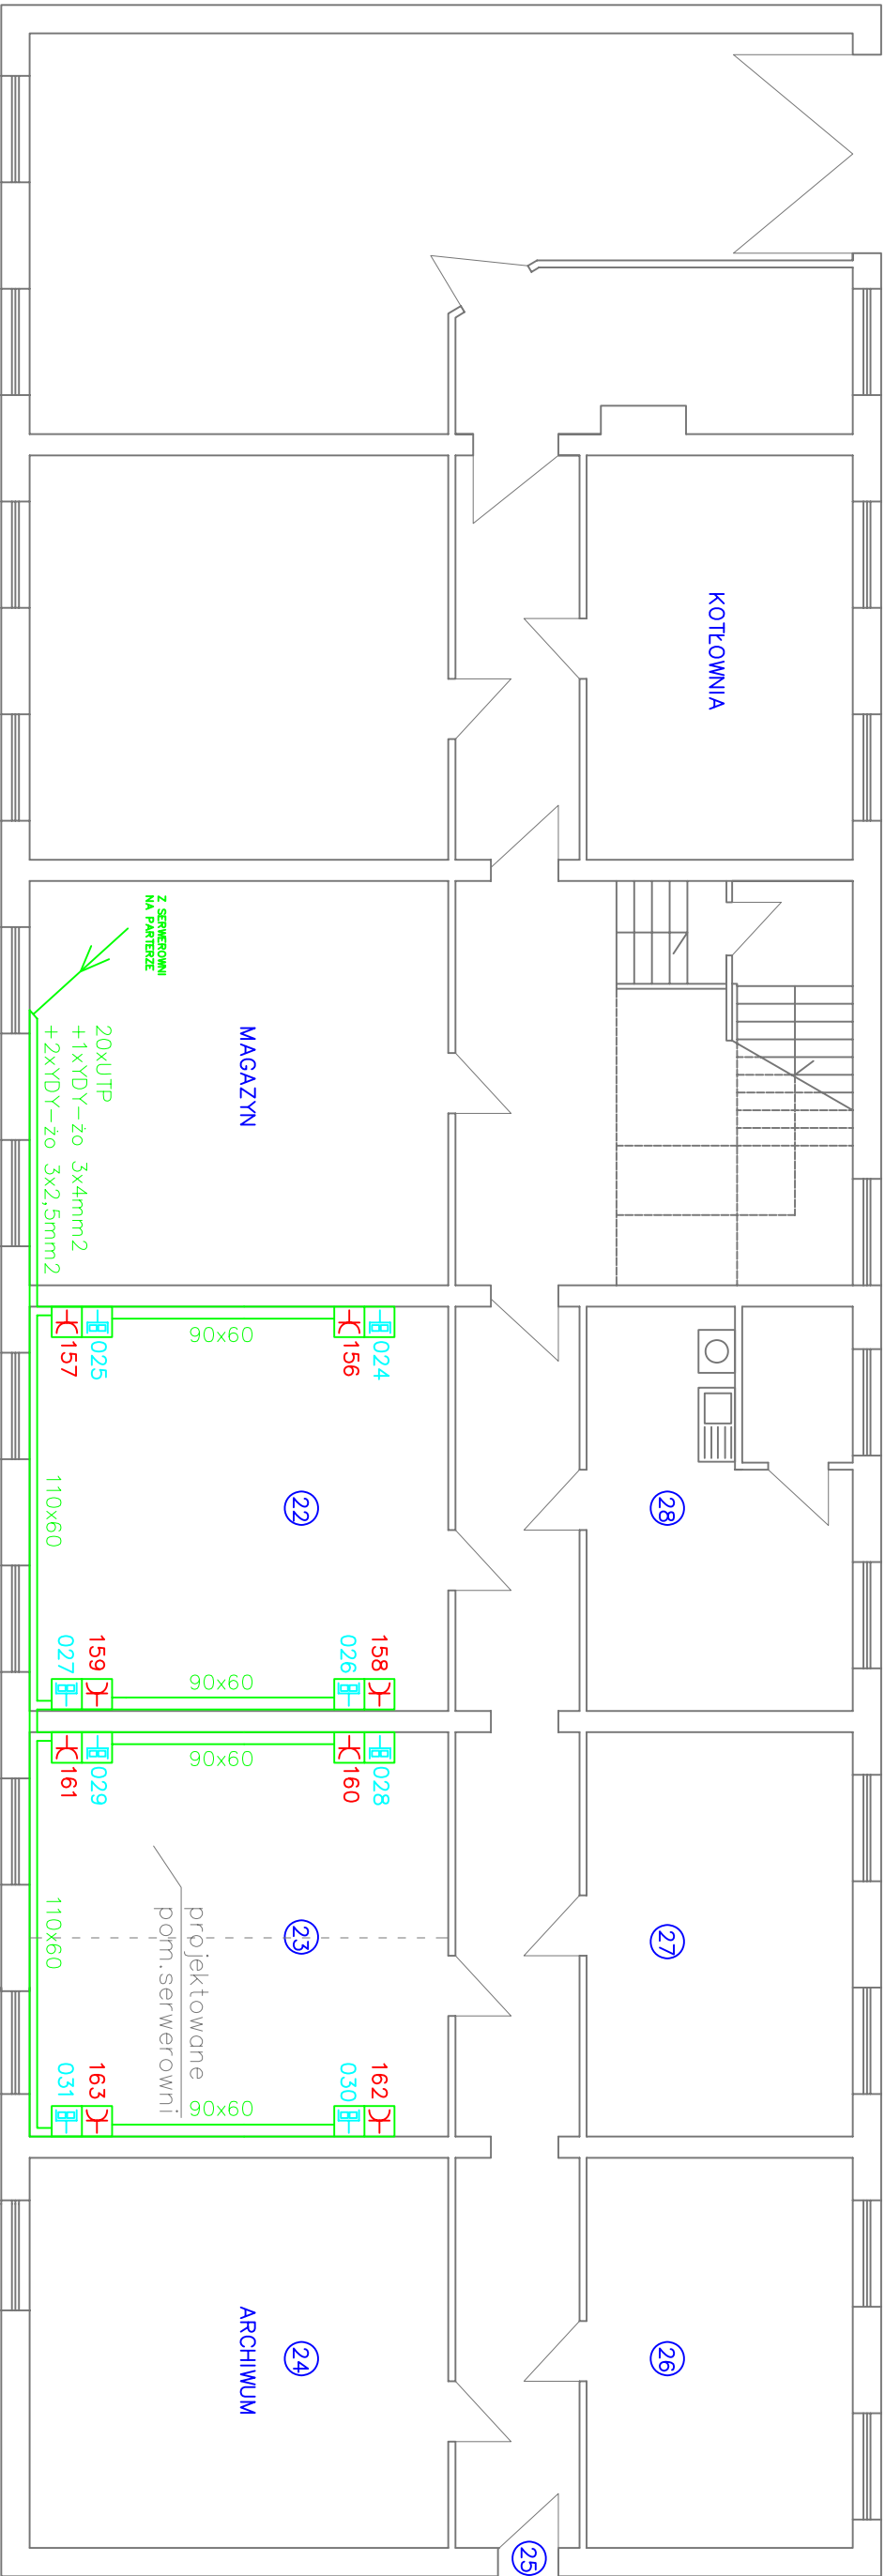 KOTŁOWNIA
Z SERWEROWNI
NA PARTERZE
MAGAZYN
20xUTP
+1xYDY-żo 3x4mm2
+2xYDY-żo 3x2,5mm2
024
156
90x60
025
157
110x60
22
28
158
026
90x60
159
027
028
160
90x60
029
161
110x60
23
27
projektowane
pom.serwerowni
162
030
90x60
163
031
ARCHIWUM
24
26
25